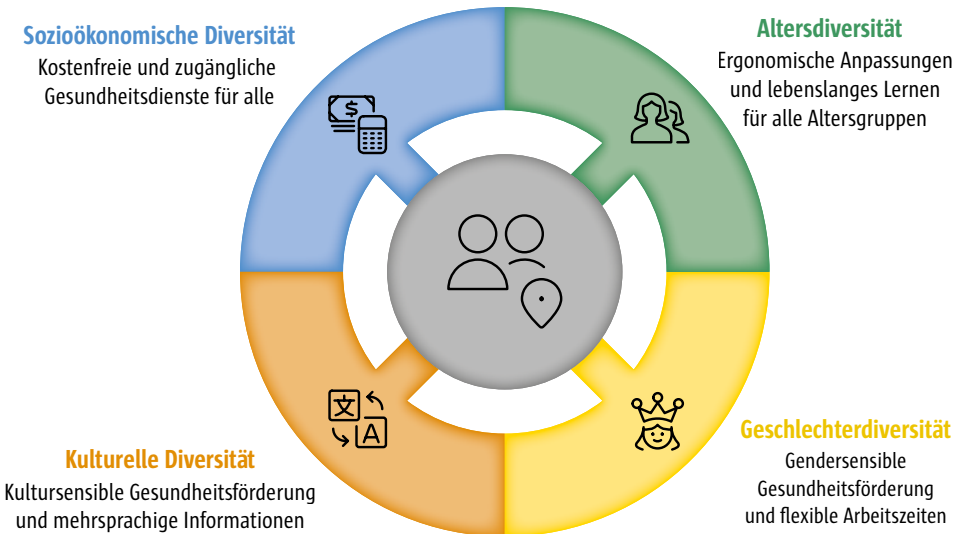 Sozioökonomische Diversität
Kostenfreie und zugängliche
Gesundheitsdienste für alle
Altersdiversität
Ergonomische Anpassungen
und lebenslanges Lernen
für alle Altersgruppen
$
文
A
Kulturelle Diversität
Kultursensible Gesundheitsförderung
und mehrsprachige Informationen
Geschlechterdiversität
Gendersensible
Gesundheitsförderung
und flexible Arbeitszeiten